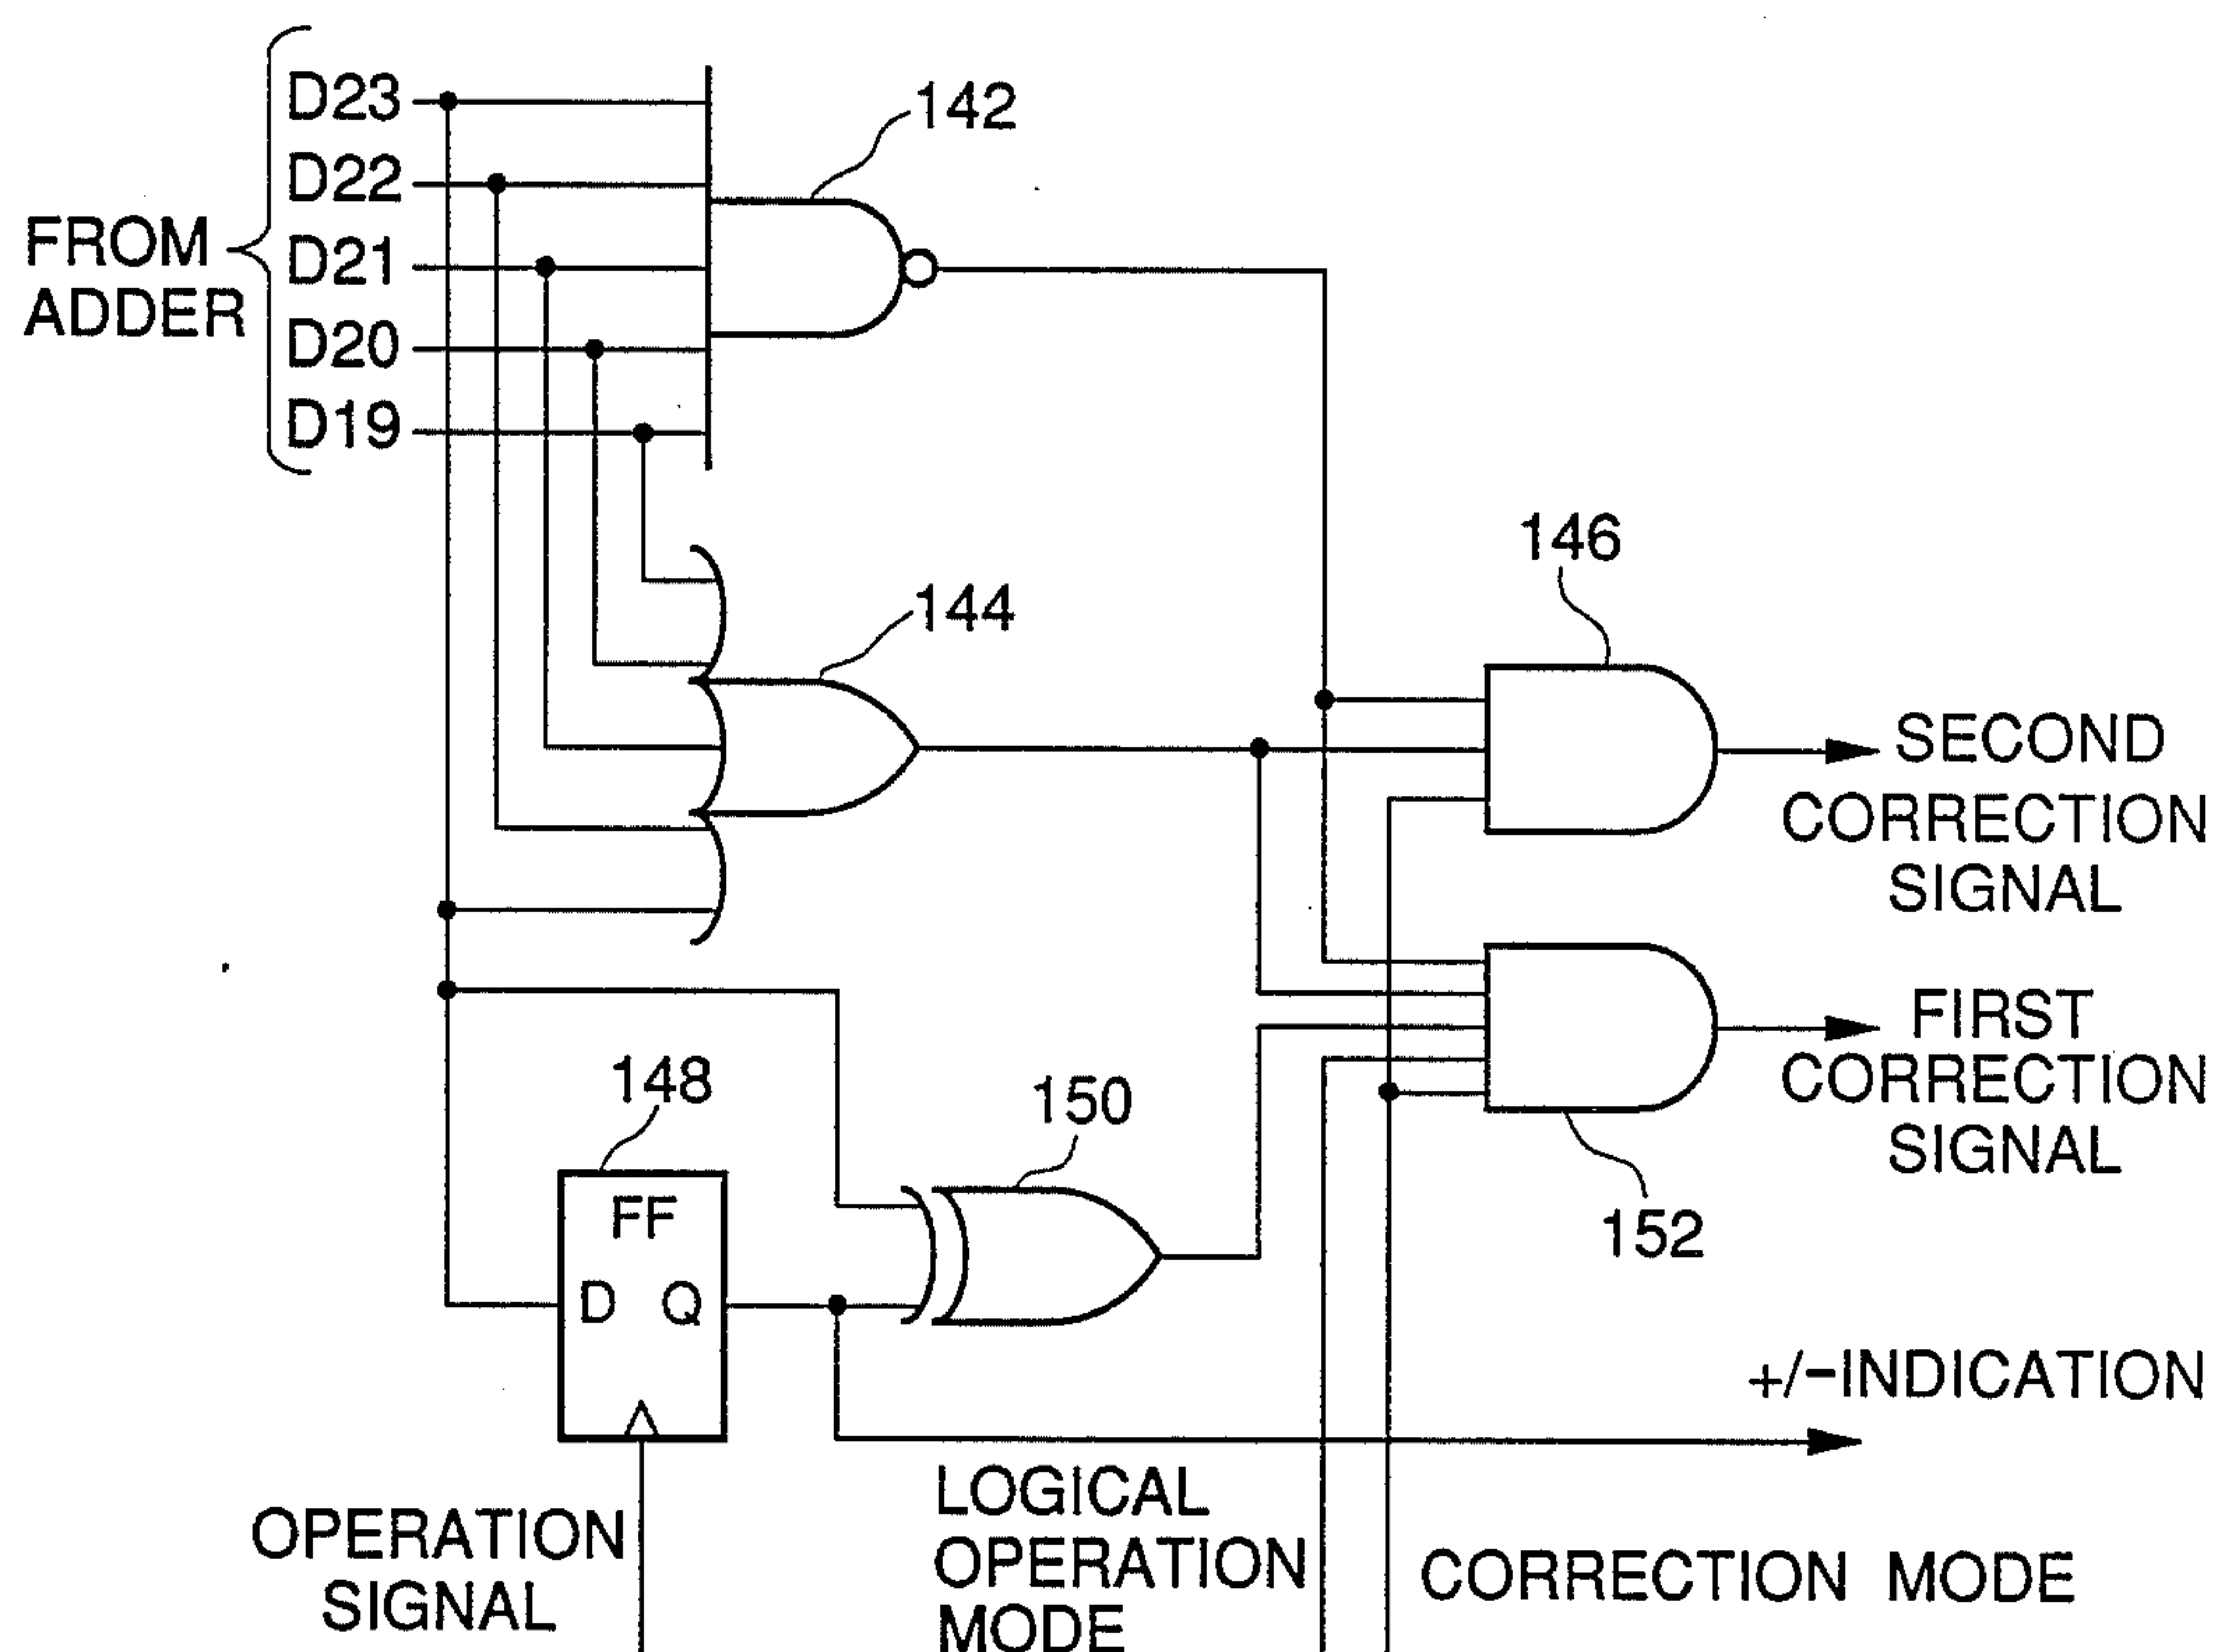 D23
D22
D21
D20
D19
FROM
ADDER
142
144
146
SECOND
CORRECTION
SIGNAL
FIRST
CORRECTION
SIGNAL
148
150
152
FF
D Q
+/-INDICATION
OPERATION
SIGNAL
LOGICAL
OPERATION
MODE
CORRECTION MODE